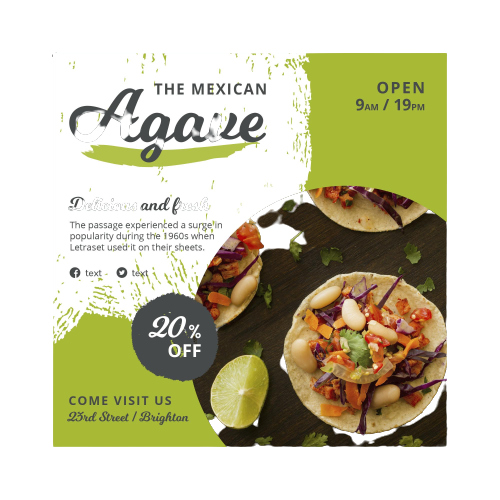 THE MEXICAN
Agave
OPEN
9AM / 19PM
Delicious and fresh
The passage experienced a surge in
popularity during the 1960s when
Letraset used it on their sheets.
text
text
20%
OFF
COME VISIT US
23rd Street / Brighton